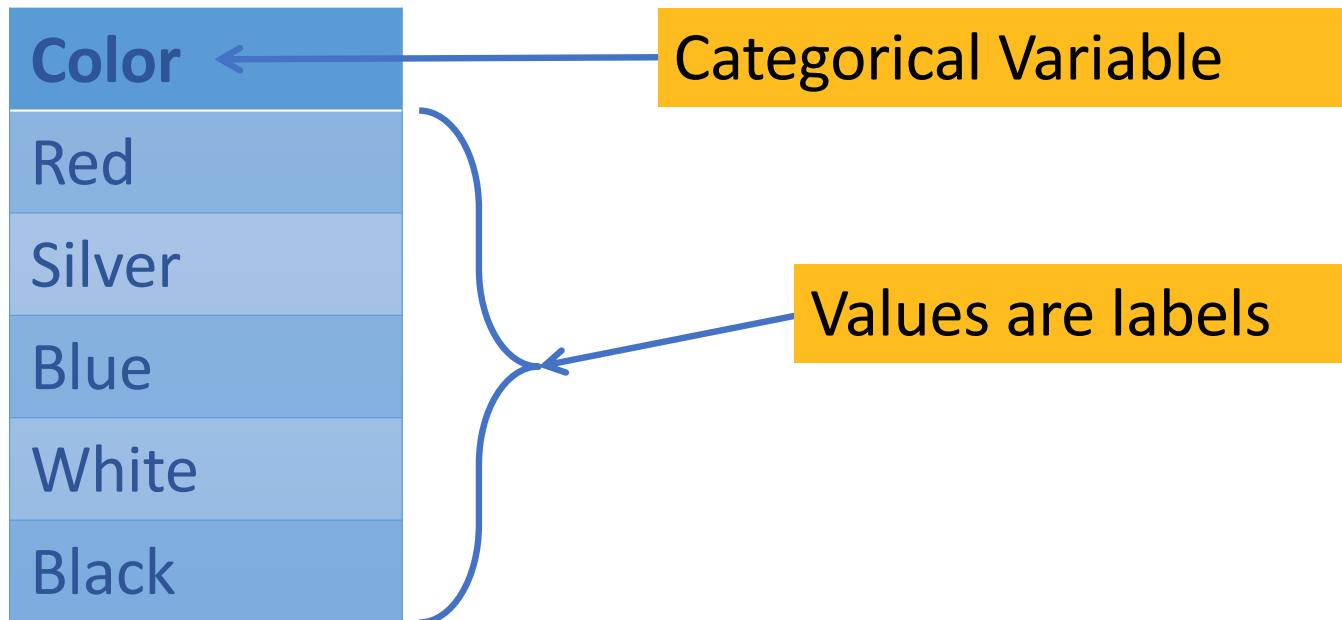 Color
Categorical Variable
Red
Silver
Values are labels
Blue
White
Black